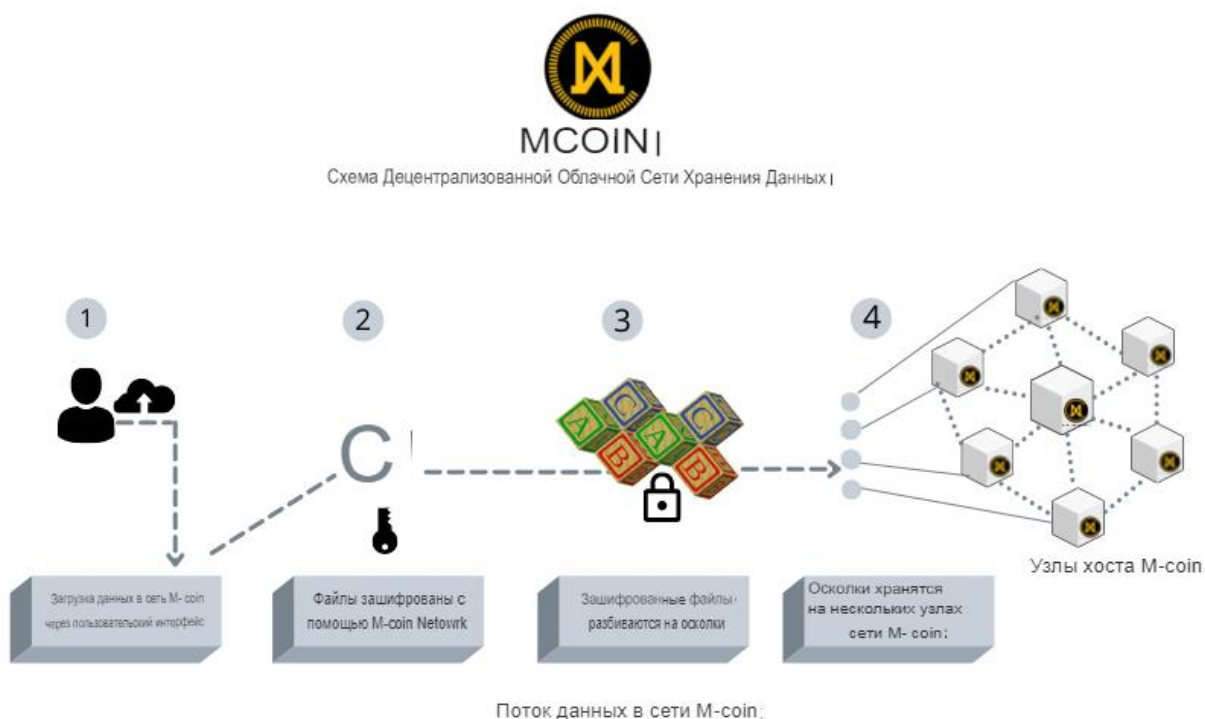 MCOIN
Схема Децентрализованной Облачной Сети Хранения Данных
1
2
3
4
C
A
C
B
A
C
B
Узлы хоста M-coin
Загрузка данных в сеть M- coin
через пользовательский интерфейс
Файлы зашифрованы с
помощью M-coin Netowrk
Зашифрованные файлы
разбиваются на осколки
Осколки хранятся
на нескольких узлах
сети M- coin:
Поток данных в сети M-coin: